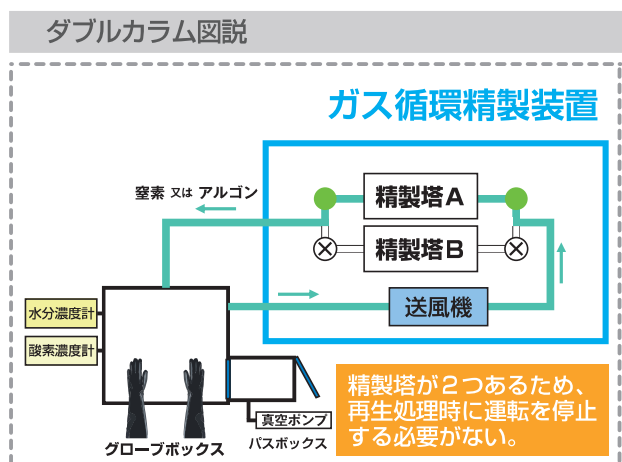 ダブルカラム図説
ガス循環精製装置
窒素 又は アルゴン
精製塔A
精製塔B
送風機
水分濃度計
酸素濃度計
真空ポンプ
グローブボックス
パスボックス
精製塔が２つあるため、
再生処理時に運転を停止
する必要がない。